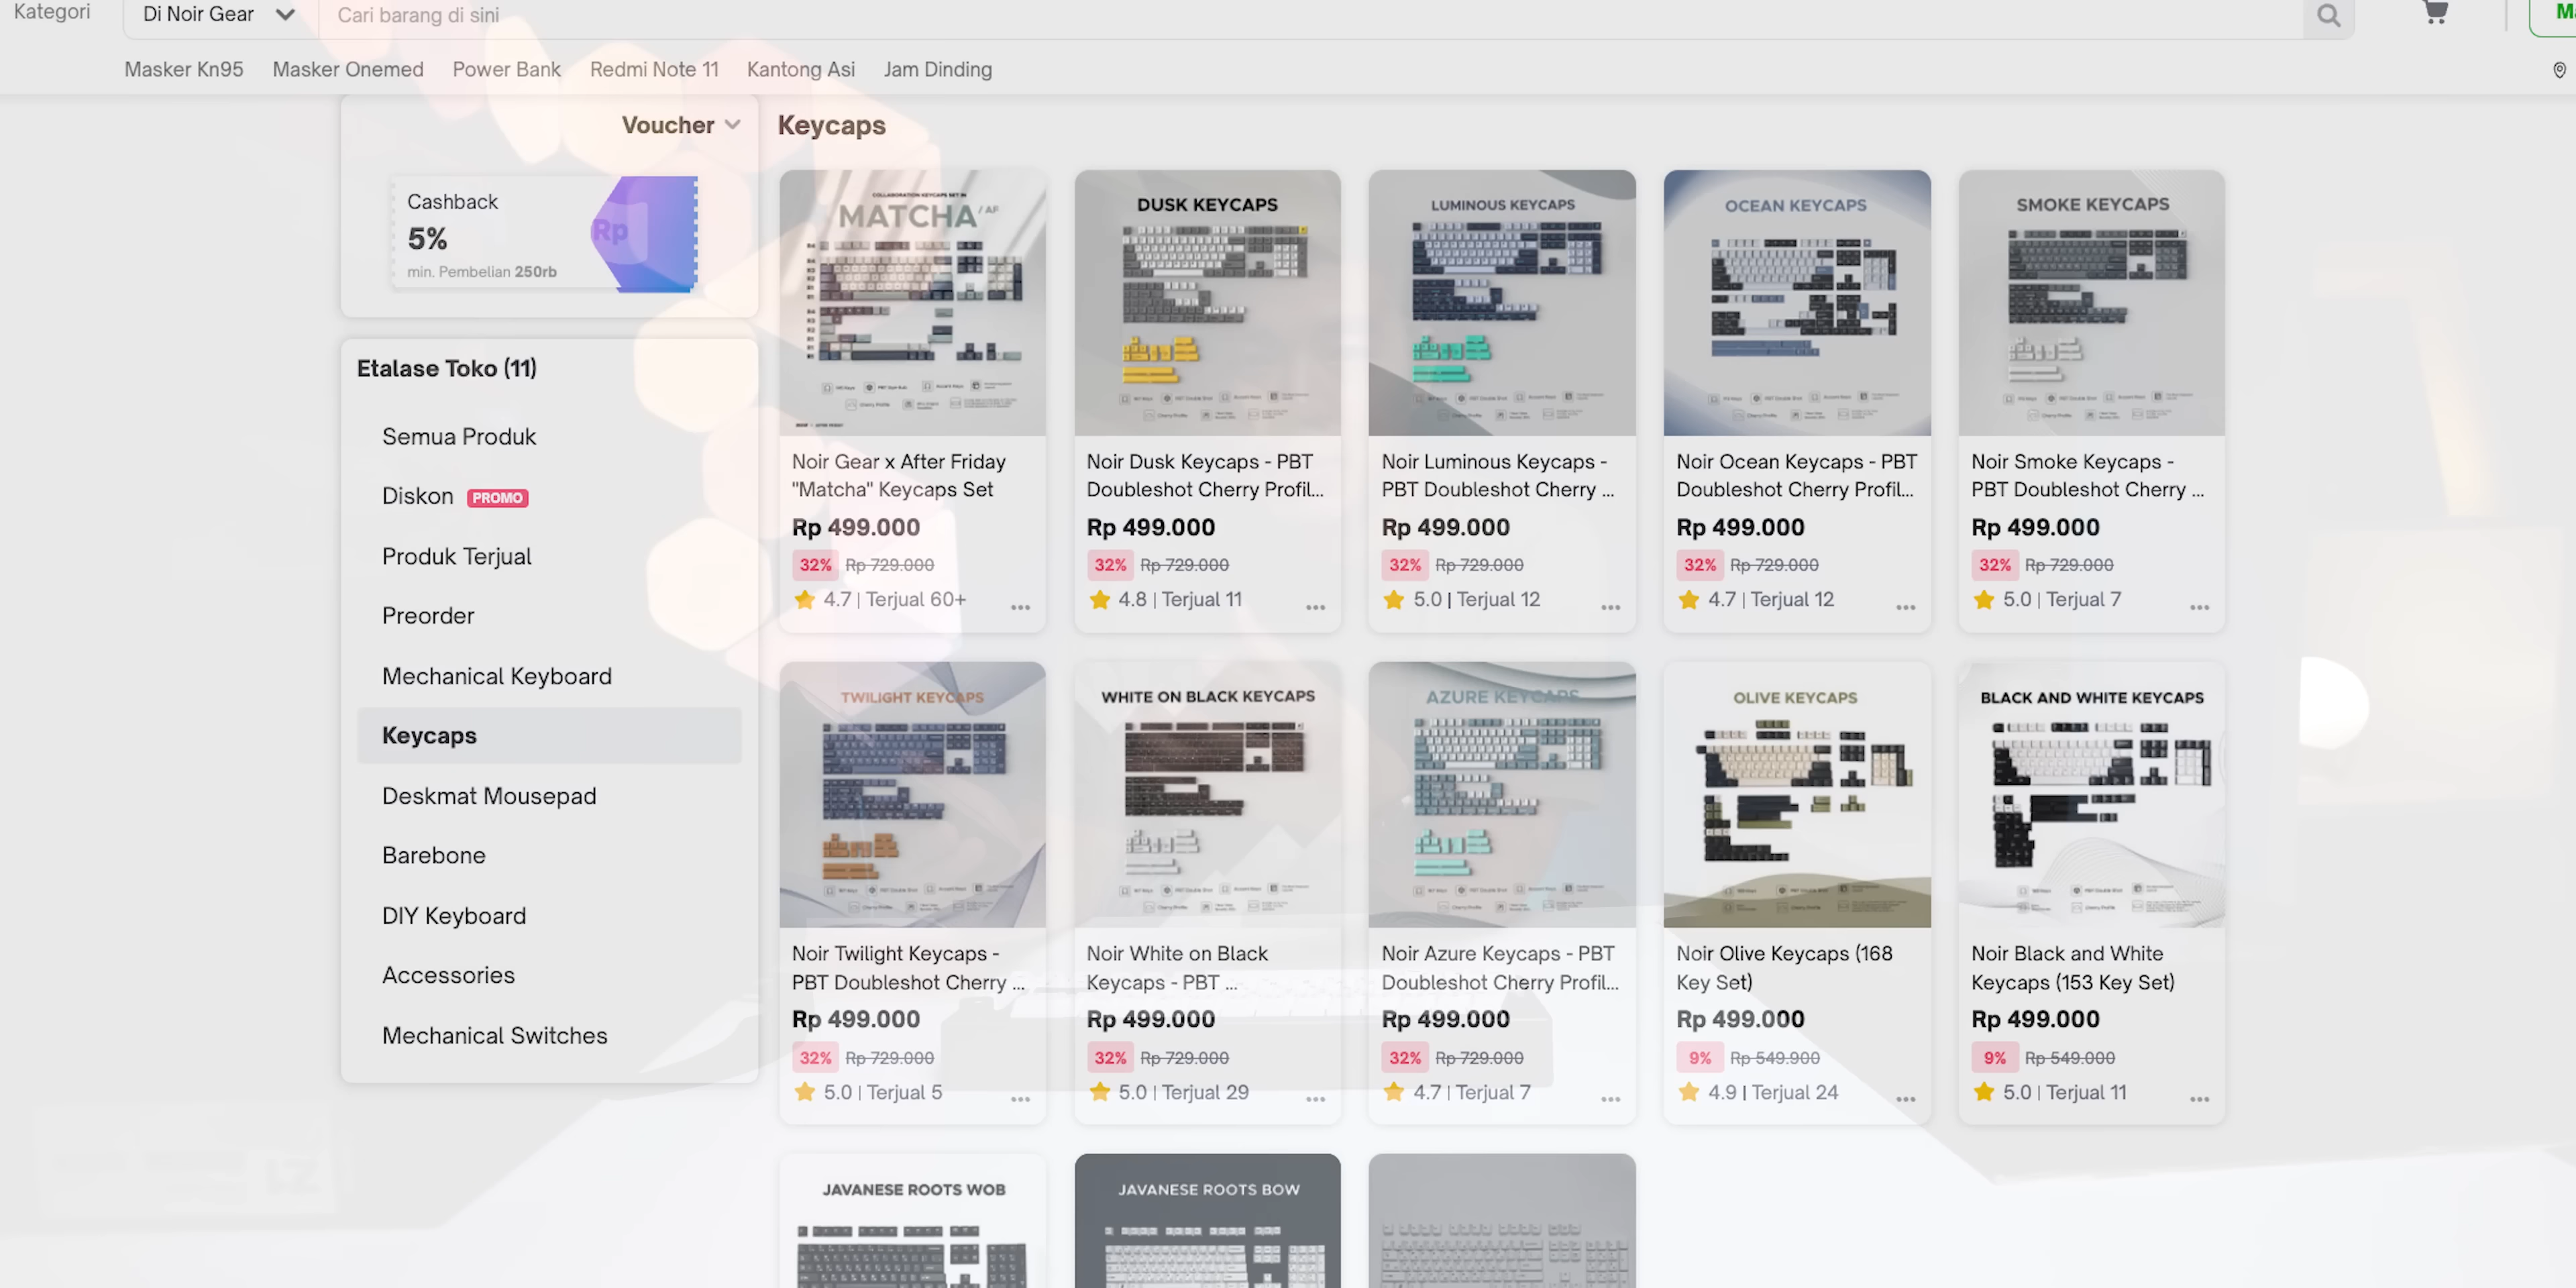 Kategori
Di Noir Gear
Cari barang di sini
Masker Kn95 Masker Onemed Power Bank Redmi Note 11 Kantong Asi Jam Dinding
Voucher
Cashback
5%
min. Pembelian 250rb
Rp
Etalase Toko (11)
Semua Produk
Diskon PROMO
Produk Terjual
Preorder
Mechanical Keyboard
Keycaps
Deskmat Mousepad
Barebone
DIY Keyboard
Accessories
Mechanical Switches
Keycaps
COLLABORATION KEYCAPS SET IN
MATCHA / AF
Noir Gear x After Friday
"Matcha" Keycaps Set
Rp 499.000
32% Rp 729.000
4.7 | Terjual 60+
DUSK KEYCAPS
Noir Dusk Keycaps - PBT
Doubleshot Cherry Profil...
Rp 499.000
32% Rp 729.000
4.8 | Terjual 11
LUMINOUS KEYCAPS
Noir Luminous Keycaps -
PBT Doubleshot Cherry ...
Rp 499.000
32% Rp 729.000
5.0 | Terjual 12
OCEAN KEYCAPS
Noir Ocean Keycaps - PBT
Doubleshot Cherry Profil...
Rp 499.000
32% Rp 729.000
4.7 | Terjual 12
SMOKE KEYCAPS
Noir Smoke Keycaps -
PBT Doubleshot Cherry ...
Rp 499.000
32% Rp 729.000
5.0 | Terjual 7
TWILIGHT KEYCAPS
Noir Twilight Keycaps -
PBT Doubleshot Cherry ...
Rp 499.000
32% Rp 729.000
5.0 | Terjual 5
WHITE ON BLACK KEYCAPS
Noir White on Black
Keycaps - PBT ...
Rp 499.000
32% Rp 729.000
5.0 | Terjual 29
AZURE KEYCAPS
Noir Azure Keycaps - PBT
Doubleshot Cherry Profil...
Rp 499.000
32% Rp 729.000
4.7 | Terjual 7
OLIVE KEYCAPS
Noir Olive Keycaps (168
Key Set)
Rp 499.000
9% Rp 549.900
4.9 | Terjual 24
BLACK AND WHITE KEYCAPS
Noir Black and White
Keycaps (153 Key Set)
Rp 499.000
9% Rp 549.000
5.0 | Terjual 11
JAVANESE ROOTS WOB
JAVANESE ROOTS BOW